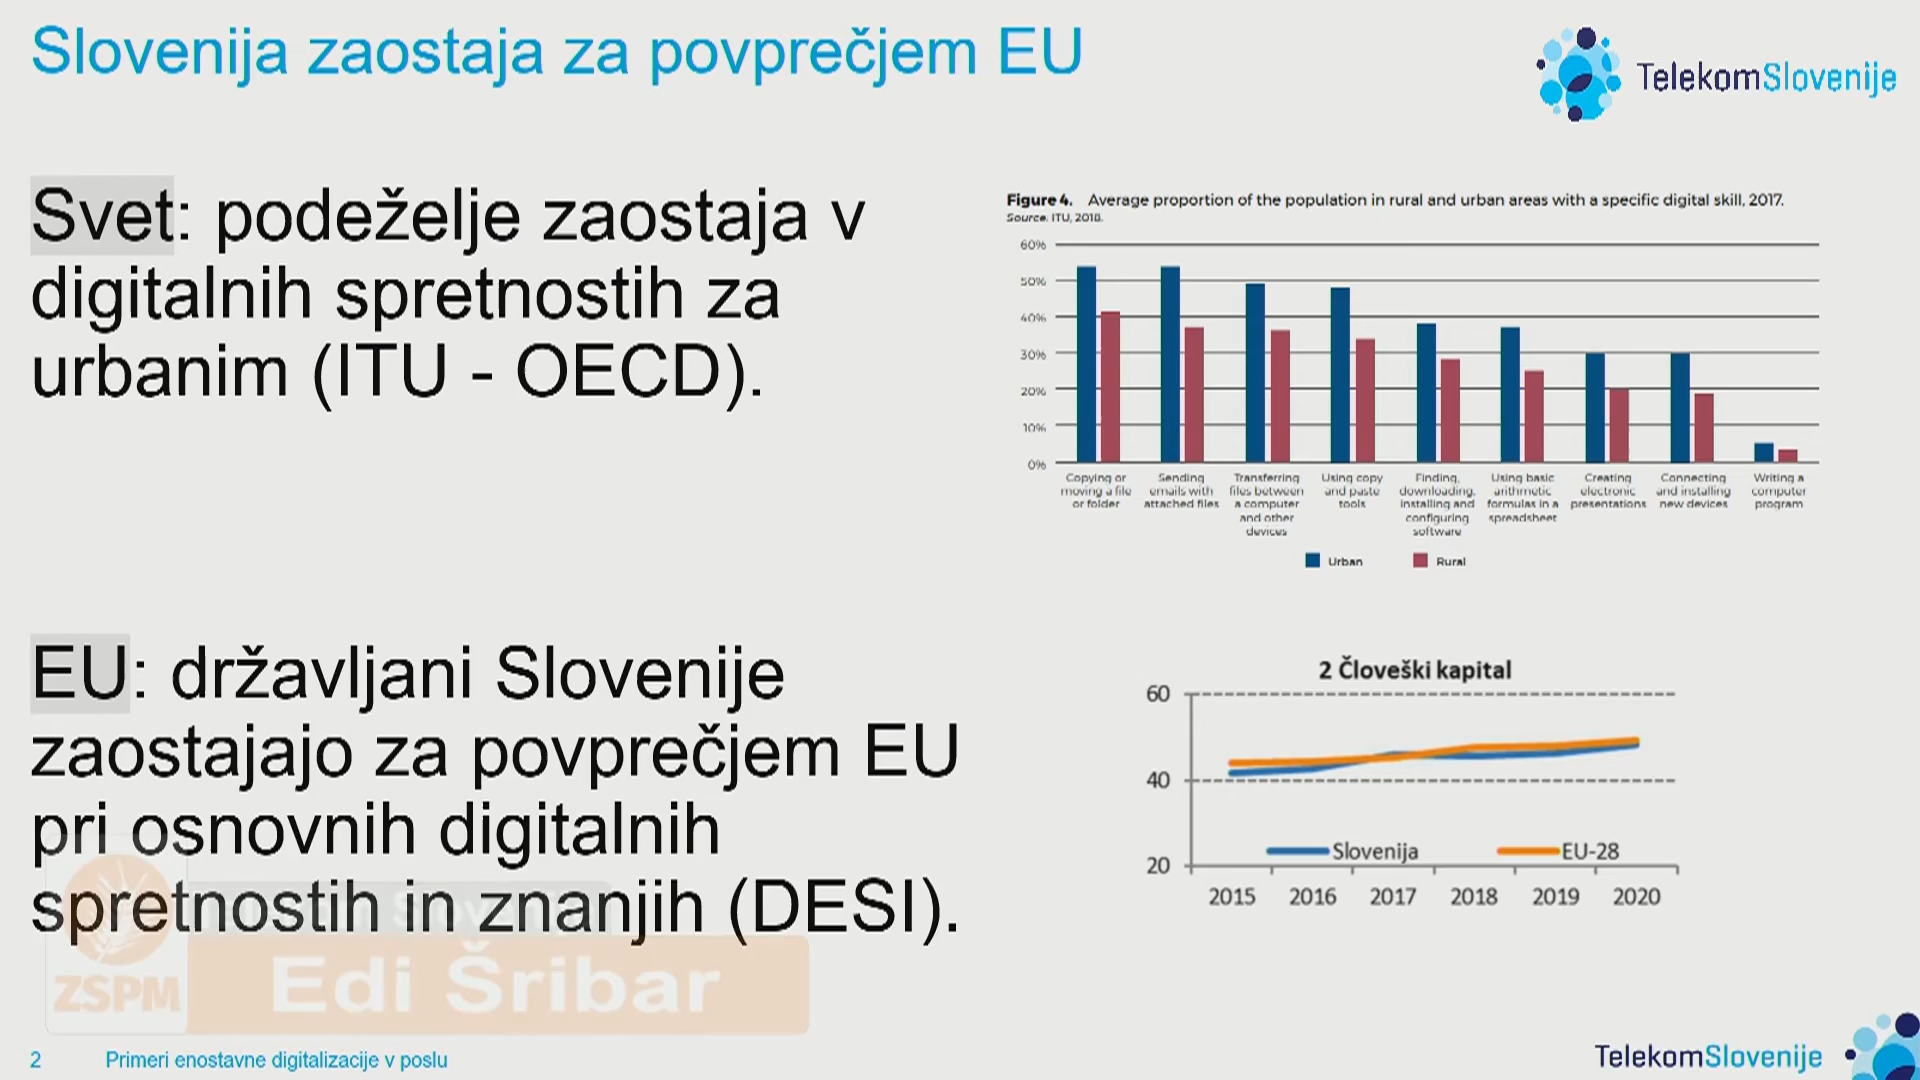 Slovenija zaostaja za povprečjem EU
TelekomSlovenije
Svet: podeželje zaostaja v
digitalnih spretnostih za
urbanim (ITU - OECD).
Figure 4. Average proportion of the population in rural and urban areas with a specific digital skill, 2017.
Source. ITU, 2018.
60%
50%
40%
30%
20%
10%
0%
Copying or
moving a file
or folder
Sending
emails with
attached files
Transferring
files between
a computer
and other
devices
Using copy
and paste
tools
Finding,
downloading,
installing and
configuring
software
Using basic
arithmetic
formulas in a
spreadsheet
Creating
electronic
presentations
Connecting
and installing
new devices
Writing a
computer
program
Urban
Rural
EU: državljani Slovenije
zaostajajo za povprečjem EU
pri osnovnih digitalnih
spretnostih in znanjih (DESI).
2 Človeški kapital
60
40
20
Slovenija
EU-28
2015 2016 2017 2018 2019 2020
ZSPM
Edi Šribar
2
Primeri enostavne digitalizacije v poslu
TelekomSlovenije